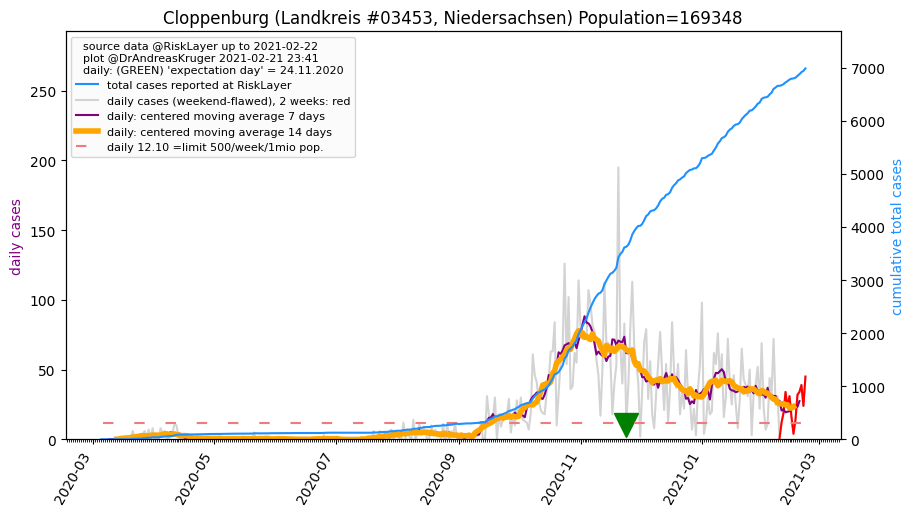 Cloppenburg (Landkreis #03453, Niedersachsen) Population=169348
source data @RiskLayer up to 2021-02-22
plot @DrAndreasKruger 2021-02-21 23:41
daily: (GREEN) 'expectation day' = 24.11.2020
total cases reported at RiskLayer
daily cases (weekend-flawed), 2 weeks: red
daily: centered moving average 7 days
daily: centered moving average 14 days
daily 12.10 =limit 500/week/1mio pop.
daily cases
250
200
150
100
50
0
7000
6000
5000
4000
3000
2000
1000
0
cumulative total cases
2020-03
2020-05
2020-07
2020-09
2020-11
2021-01
2021-03